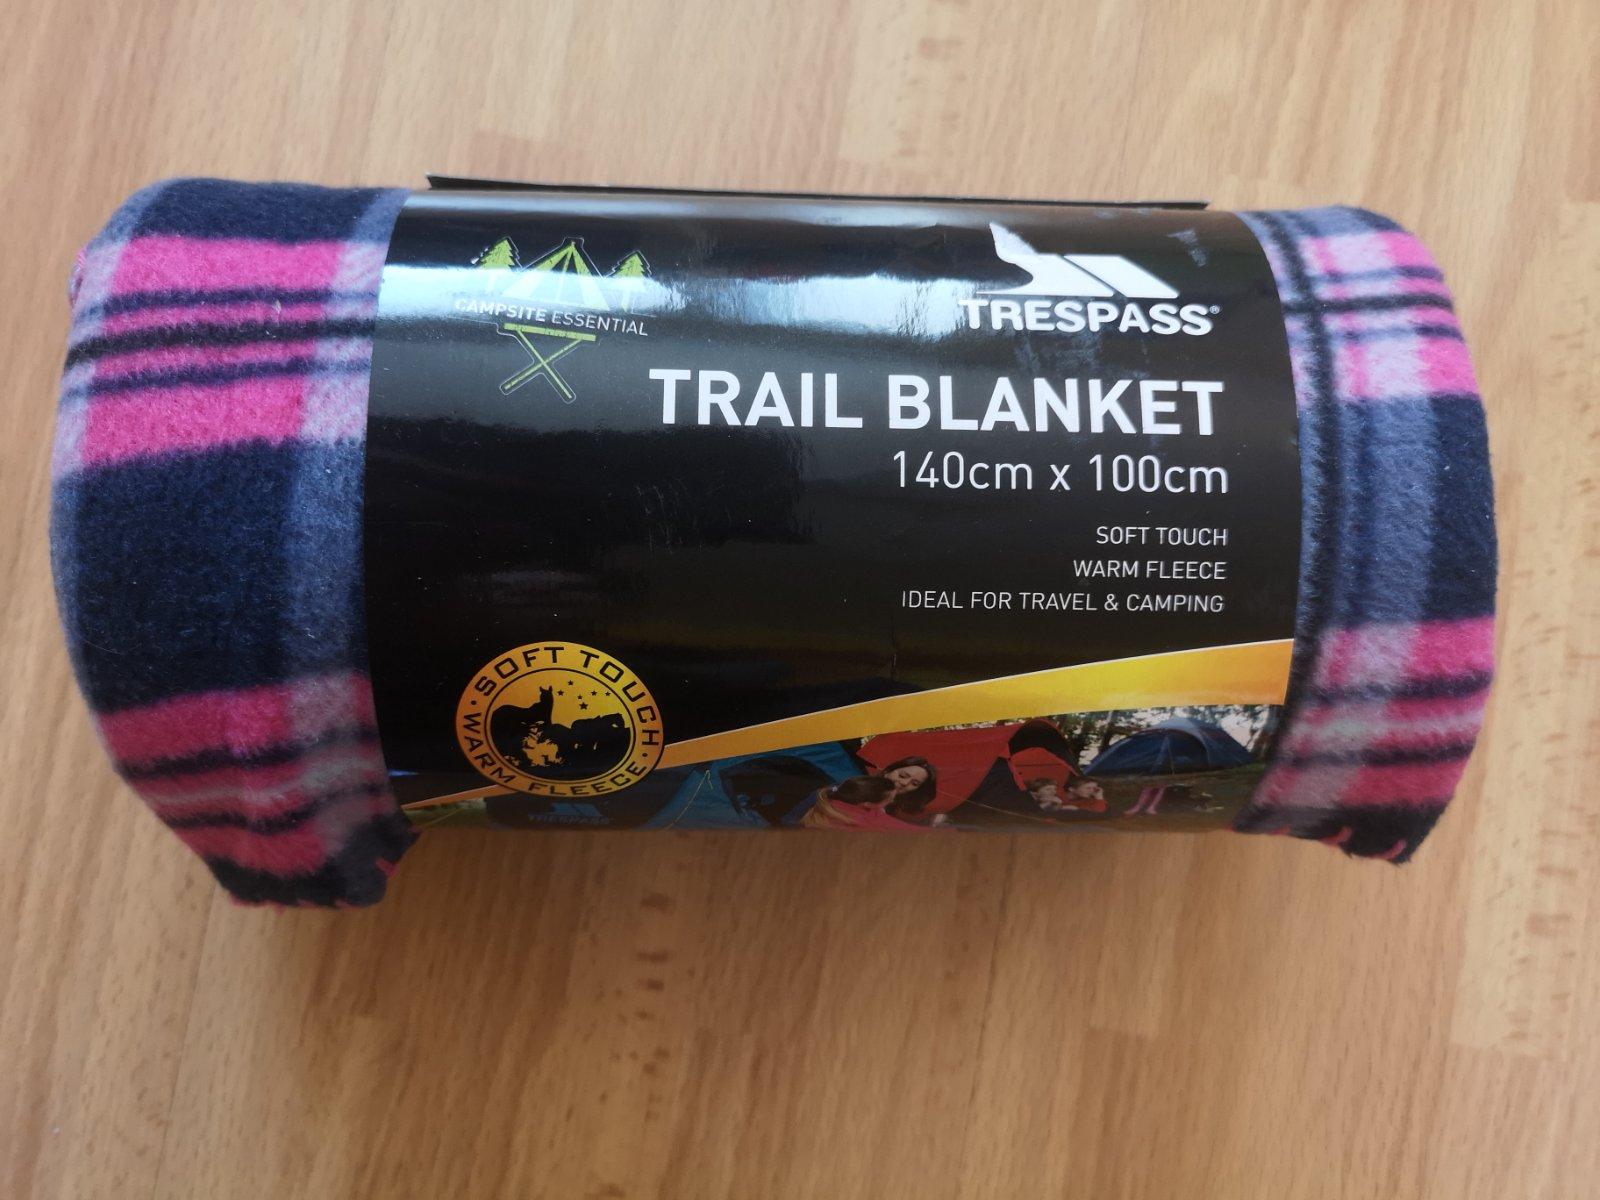 CAMPSITE ESSENTIAL
TRESPASS®
TRAIL BLANKET
140cm x 100cm
SOFT TOUCH
WARM FLEECE
IDEAL FOR TRAVEL & CAMPING
SOFT TOUCH
· WARM FLEECE ·
TRESPASS